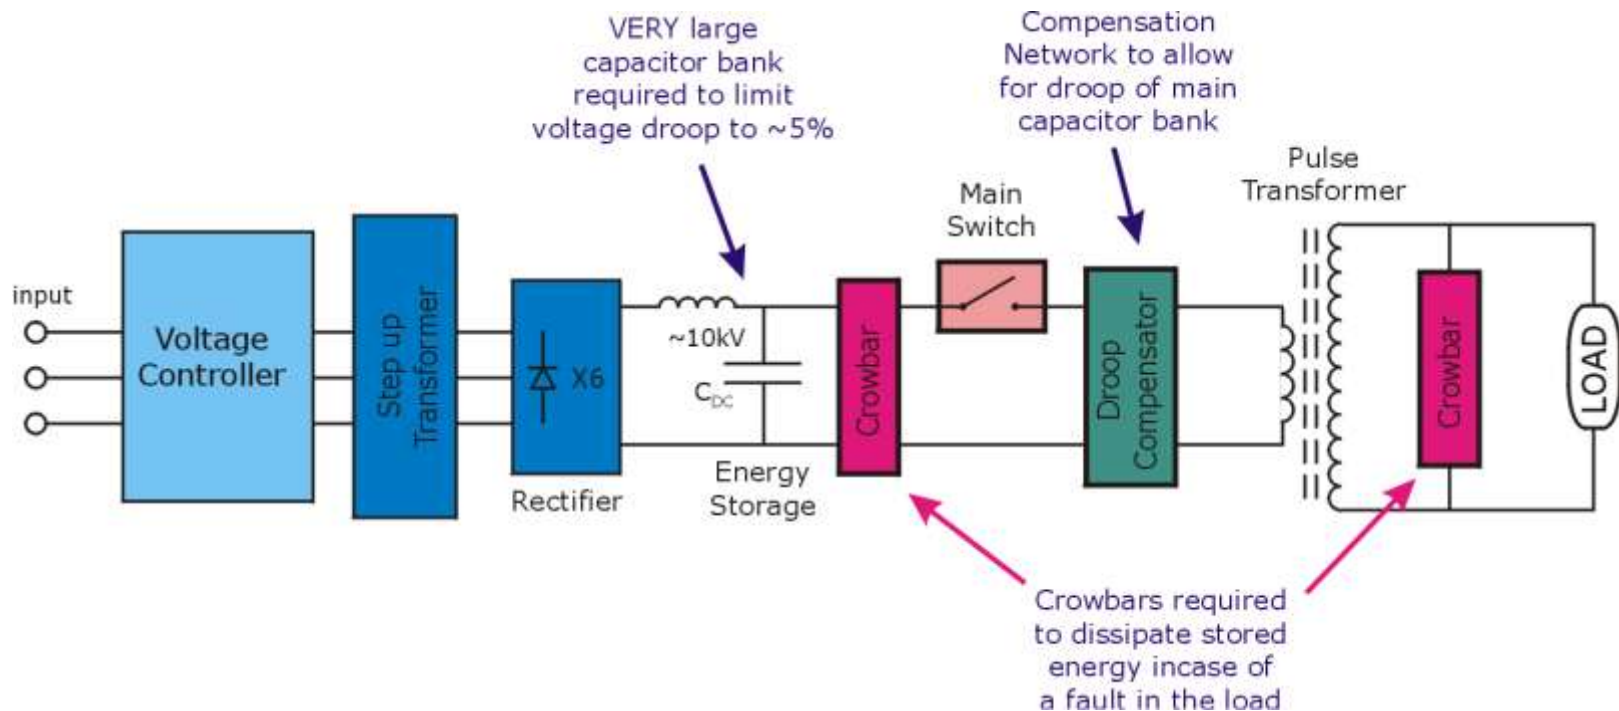 VERY large
capacitor bank
required to limit
voltage droop to ~5%
Compensation
Network to allow
for droop of main
capacitor bank
Pulse
Transformer
Main
Switch
input
Voltage
Controller
Step up
Transformer
X6
Rectifier
~10kV
C_DC
Energy
Storage
Crowbar
Droop
Compensator
Crowbar
LOAD
Crowbars required
to dissipate stored
energy incase of
a fault in the load